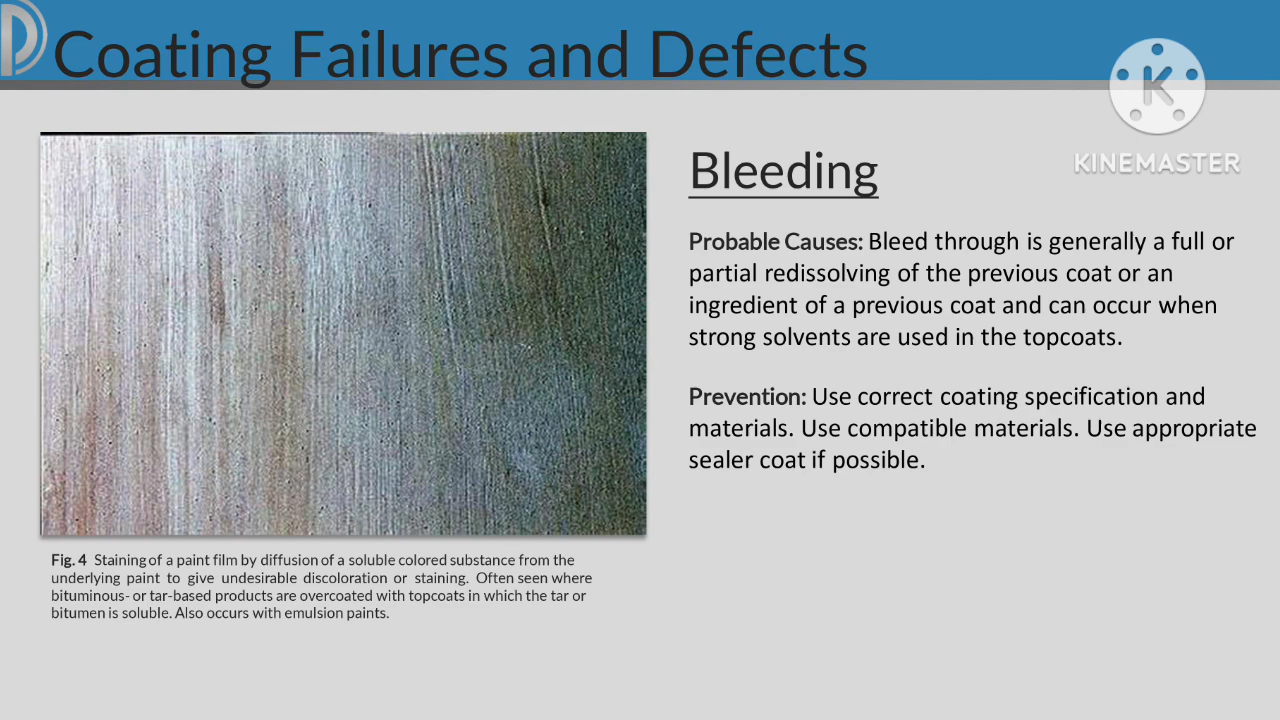 Coating Failures and Defects
K
KINEMASTER
Bleeding
Probable Causes: Bleed through is generally a full or
partial redissolving of the previous coat or an
ingredient of a previous coat and can occur when
strong solvents are used in the topcoats.
Prevention: Use correct coating specification and
materials. Use compatible materials. Use appropriate
sealer coat if possible.
Fig. 4 Staining of a paint film by diffusion of a soluble colored substance from the
underlying paint to give undesirable discoloration or staining. Often seen where
bituminous- or tar-based products are overcoated with topcoats in which the tar or
bitumen is soluble. Also occurs with emulsion paints.